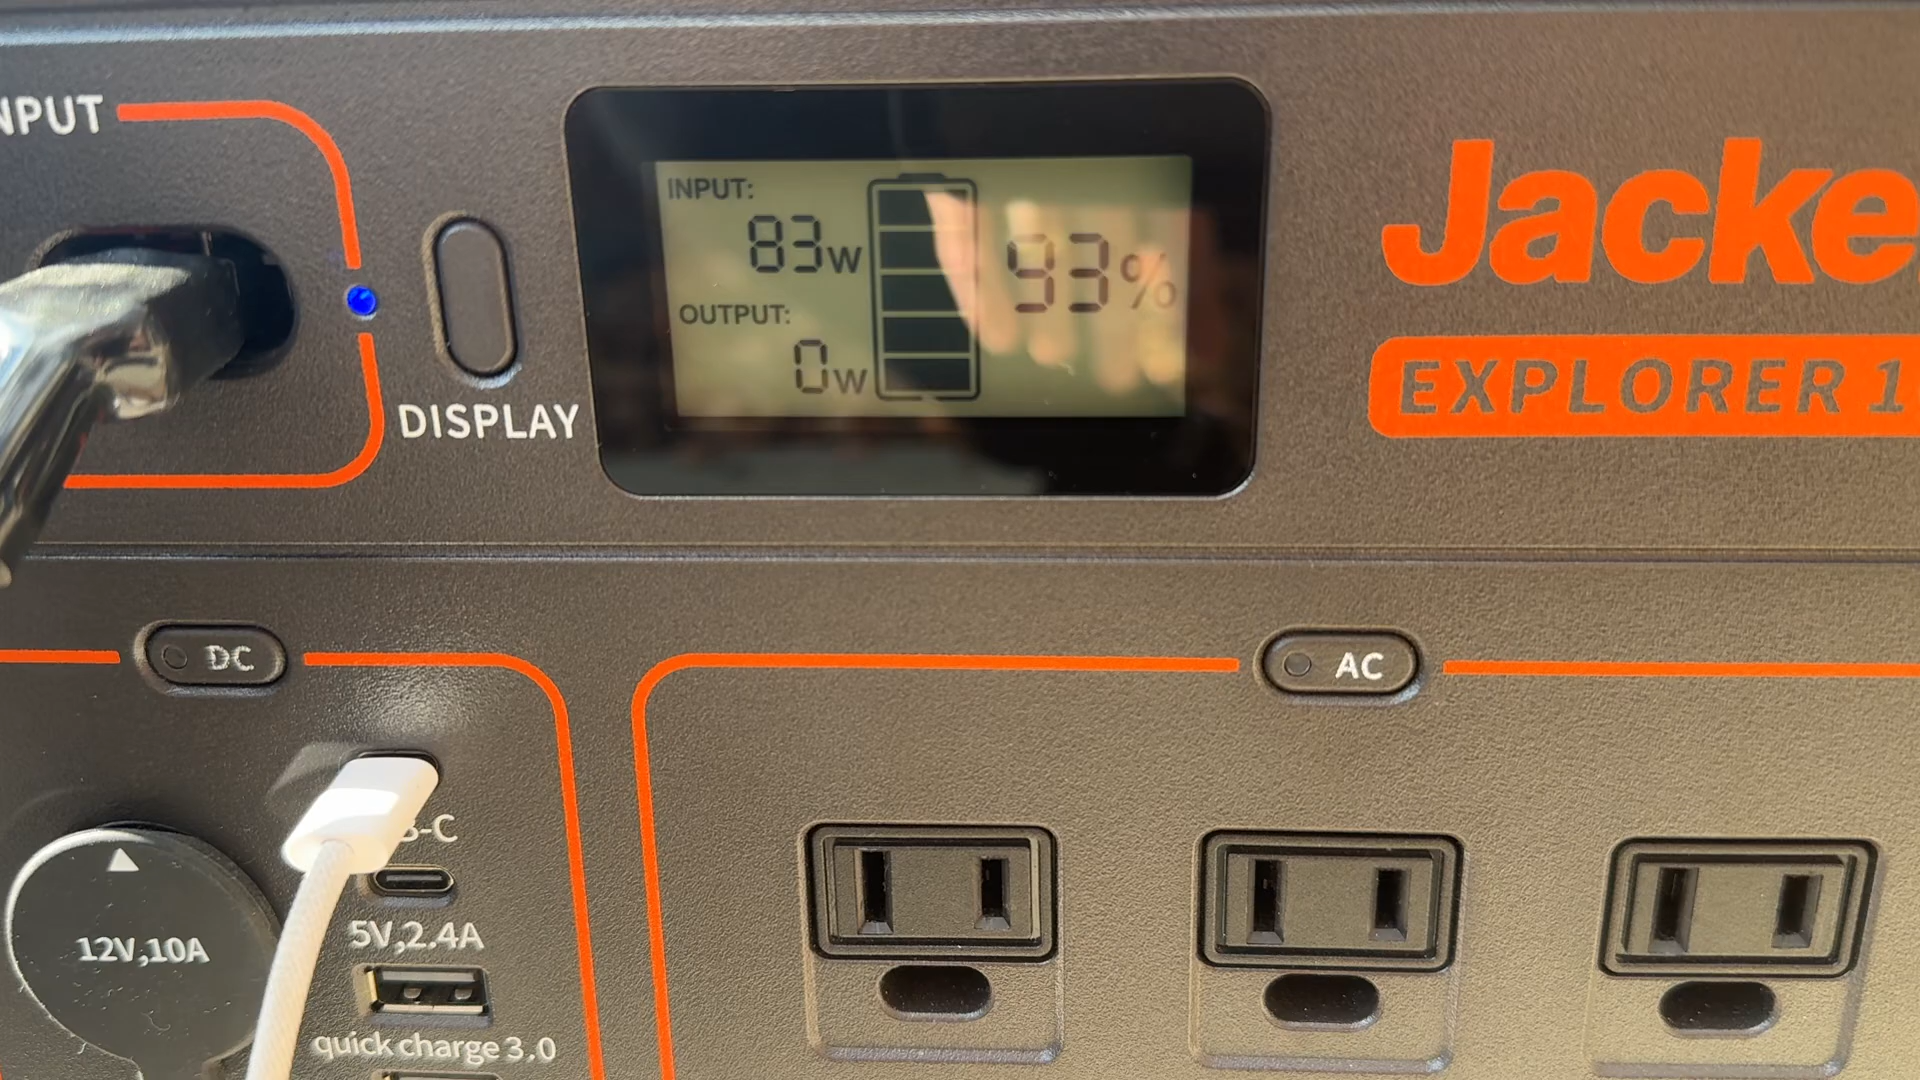 NPUT
INPUT:
83W
93%
OUTPUT:
0W
DISPLAY
Jacke
EXPLORER 1
DC
AC
B-C
12V,10A
5V,2.4A
quick charge 3.0